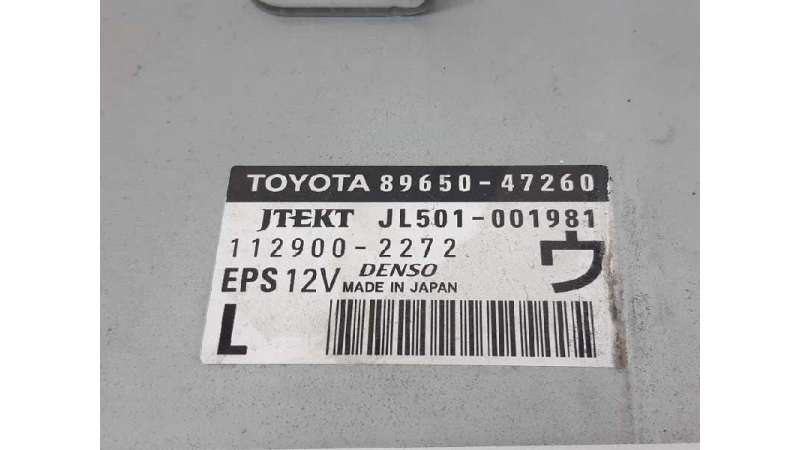 TOYOTA 89650-47260
JTEKT JL501-001981
112900-2272 ウ
EPS 12V DENSO
MADE IN JAPAN
L